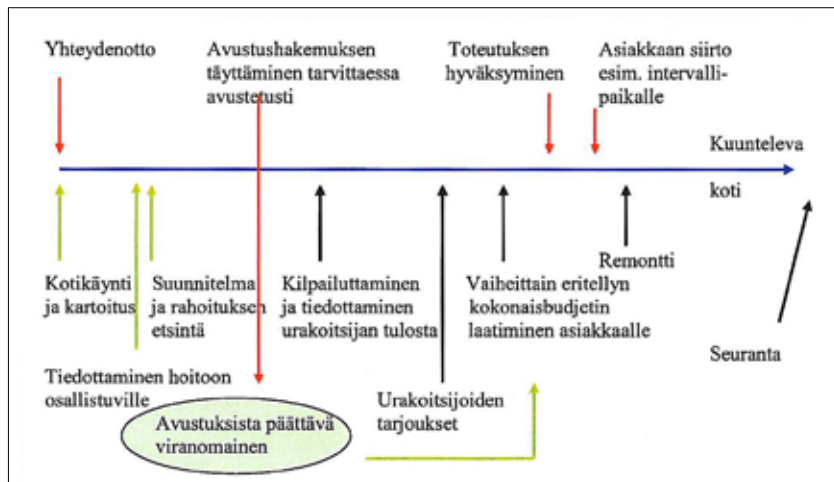 Yhteydenotto
Avustushakemuksen
täyttäminen tarvittaessa
avustetusti
Toteutuksen
hyväksyminen
Asiakkaan siirto
esim. intervalli-
paikalle
Kuunteleva
koti
Kotikäynti
ja kartoitus
Suunnitelma
ja rahoituksen
etsintä
Kilpailuttaminen
ja tiedottaminen
urakoitsijan tulosta
Vaiheittain eritellyn
kokonaisbudjetin
laatiminen asiakkaalle
Remontti
Seuranta
Tiedottaminen hoitoon
osallistuville
Avustuksista päättävä
viranomainen
Urakoitsijoiden
tarjoukset